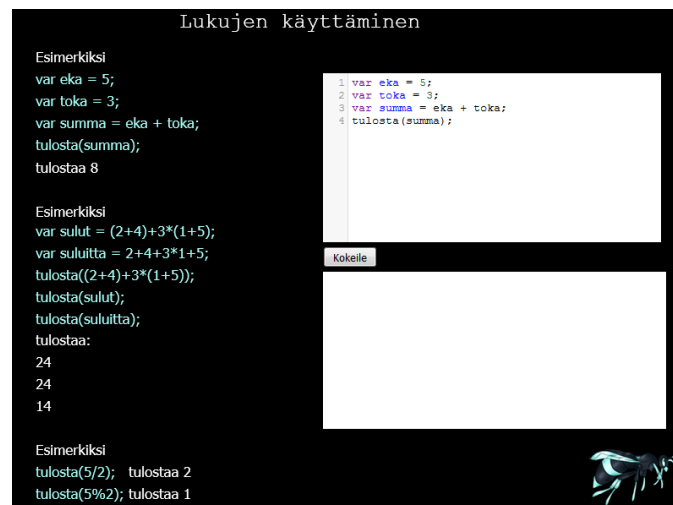 Lukujen käyttäminen
Esimerkiksi
var eka = 5;
var toka = 3;
var summa = eka + toka;
tulosta(summa);
tulostaa 8
Esimerkiksi
var sulut = (2+4)+3*(1+5);
var suluitta = 2+4+3*1+5;
tulosta((2+4)+3*(1+5));
tulosta(sulut);
tulosta(suluitta);
tulostaa:
24
24
14
Esimerkiksi
tulosta(5/2); tulostaa 2
tulosta(5%2); tulostaa 1
1 var eka = 5;
2 var toka = 3;
3 var summa = eka + toka;
4 tulosta(summa);
Kokeile